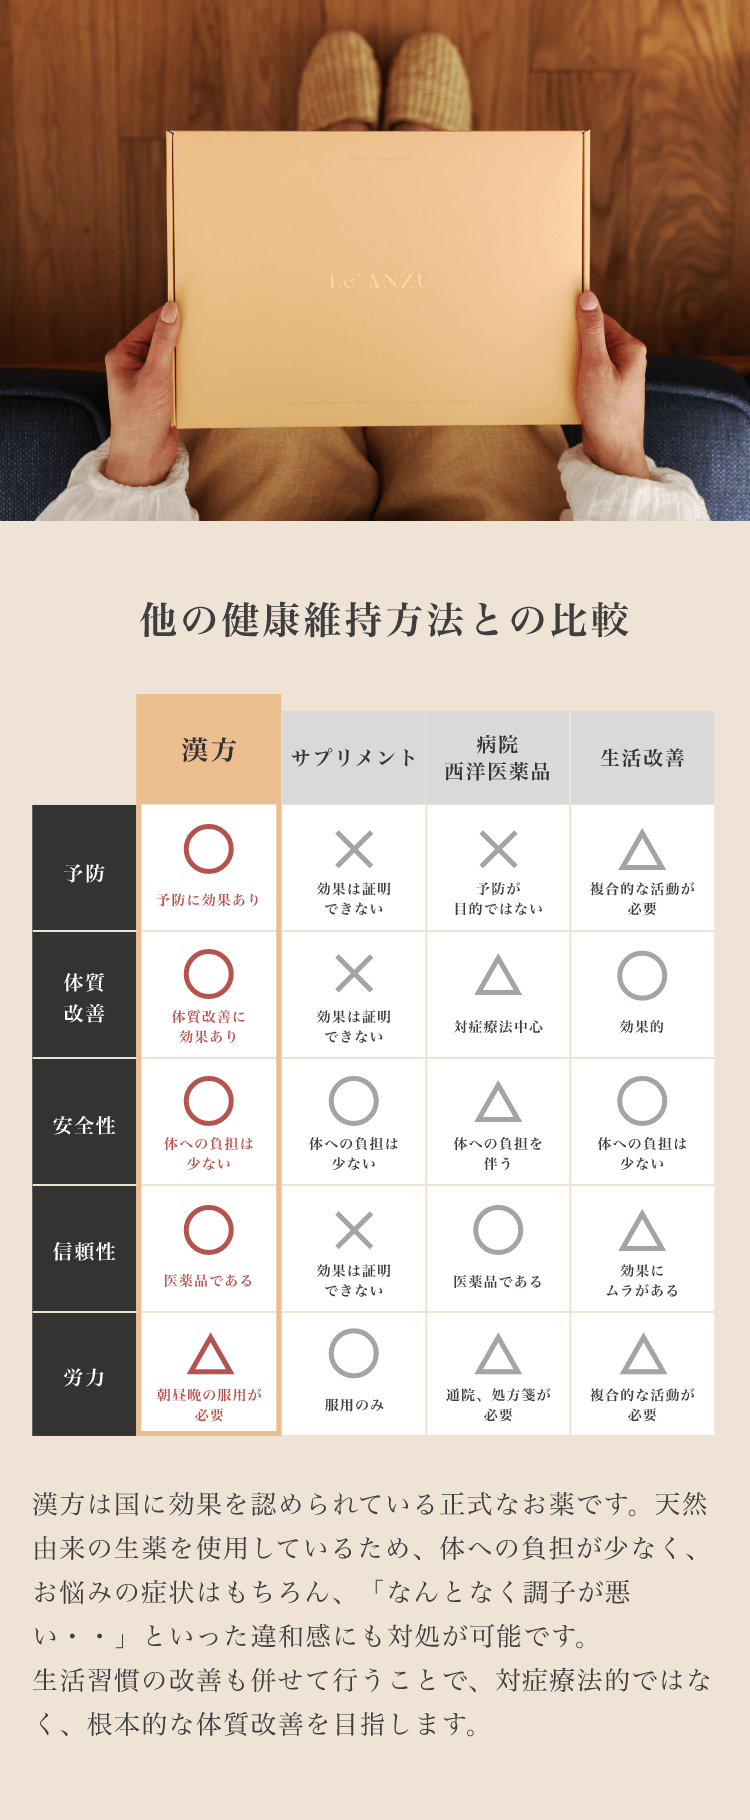 Le' ANZU
他の健康維持方法との比較
漢方
サプリメント
病院
西洋医薬品
生活改善
予防
予防に効果あり
効果は証明
できない
予防が
目的ではない
複合的な活動が
必要
体質
改善
体質改善に
効果あり
効果は証明
できない
対症療法中心
効果的
安全性
体への負担は
少ない
体への負担は
少ない
体への負担を
伴う
体への負担は
少ない
信頼性
医薬品である
効果は証明
できない
医薬品である
効果に
ムラがある
労力
朝昼晩の服用が
必要
服用のみ
通院、処方箋が
必要
複合的な活動が
必要
漢方は国に効果を認められている正式なお薬です。天然
由来の生薬を使用しているため、体への負担が少なく、
お悩みの症状はもちろん、「なんとなく調子が悪
い・・」といった違和感にも対処が可能です。
生活習慣の改善も併せて行うことで、対症療法的ではな
く、根本的な体質改善を目指します。